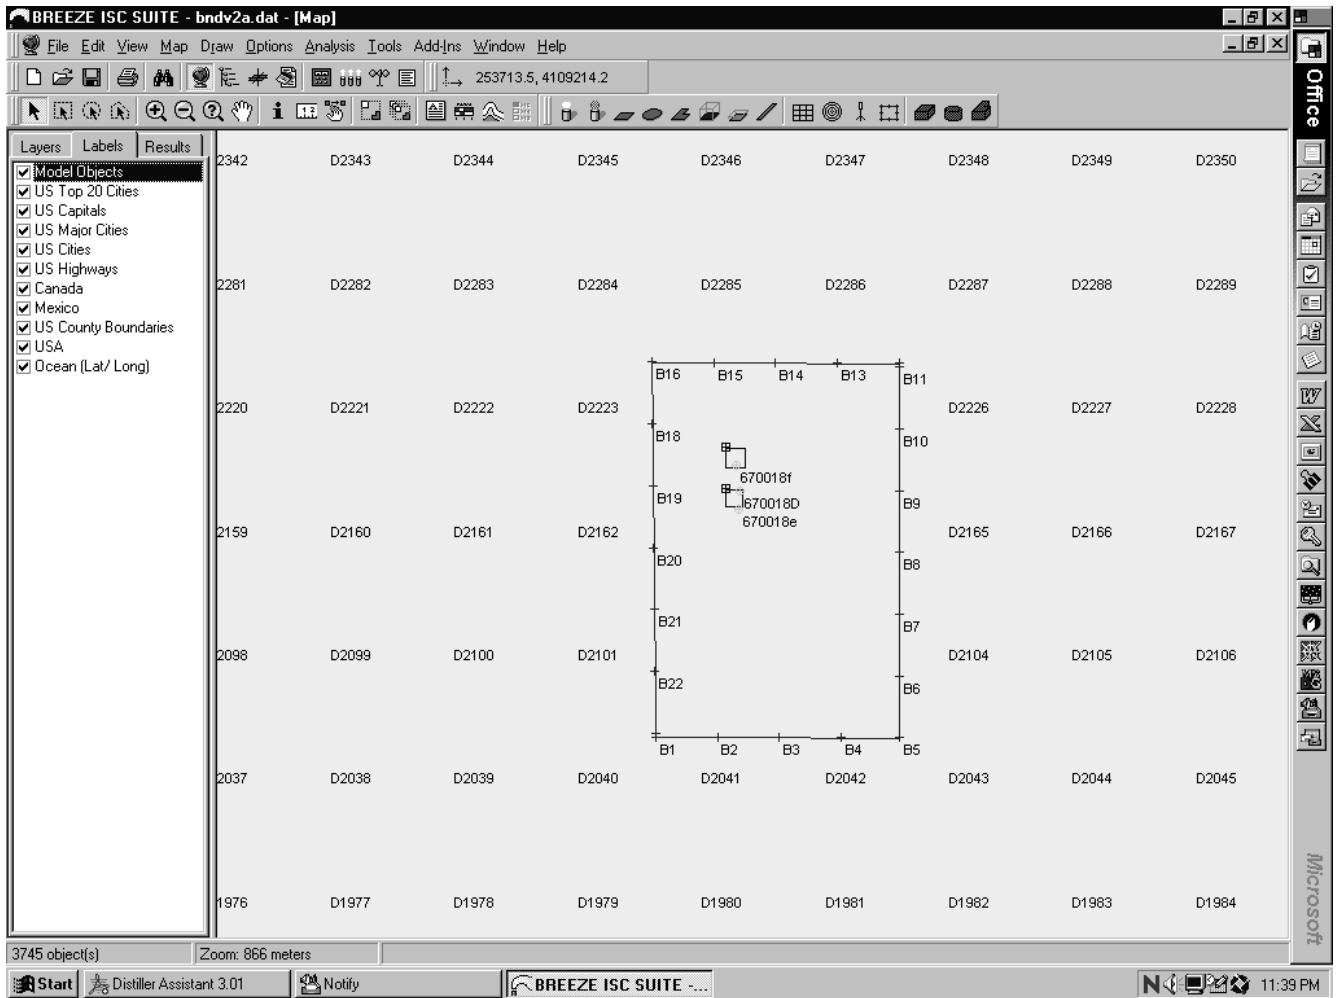 BREEZE ISC SUITE - bndv2a.dat - [Map]
File Edit View Map Draw Options Analysis Tools Add-Ins Window Help
253713.5, 4109214.2
Office
Layers Labels Results
Model Objects
US Top 20 Cities
US Capitals
US Major Cities
US Cities
US Highways
Canada
Mexico
US County Boundaries
USA
Ocean (Lat/ Long)
2342 D2343 D2344 D2345 D2346 D2347 D2348 D2349 D2350
2281 D2282 D2283 D2284 D2285 D2286 D2287 D2288 D2289
B16 B15 B14 B13 B11
2220 D2221 D2222 D2223 D2226 D2227 D2228
B18 B10
670018f
B19 670018D B9
670018e
2159 D2160 D2161 D2162 D2165 D2166 D2167
B20 B8
B21 B7
2098 D2099 D2100 D2101 D2104 D2105 D2106
B22 B6
B1 B2 B3 B4 B5
2037 D2038 D2039 D2040 D2041 D2042 D2043 D2044 D2045
1976 D1977 D1978 D1979 D1980 D1981 D1982 D1983 D1984
Microsoft
3745 object(s) Zoom: 866 meters
Start Distiller Assistant 3.01 Notify BREEZE ISC SUITE -... 11:39 PM